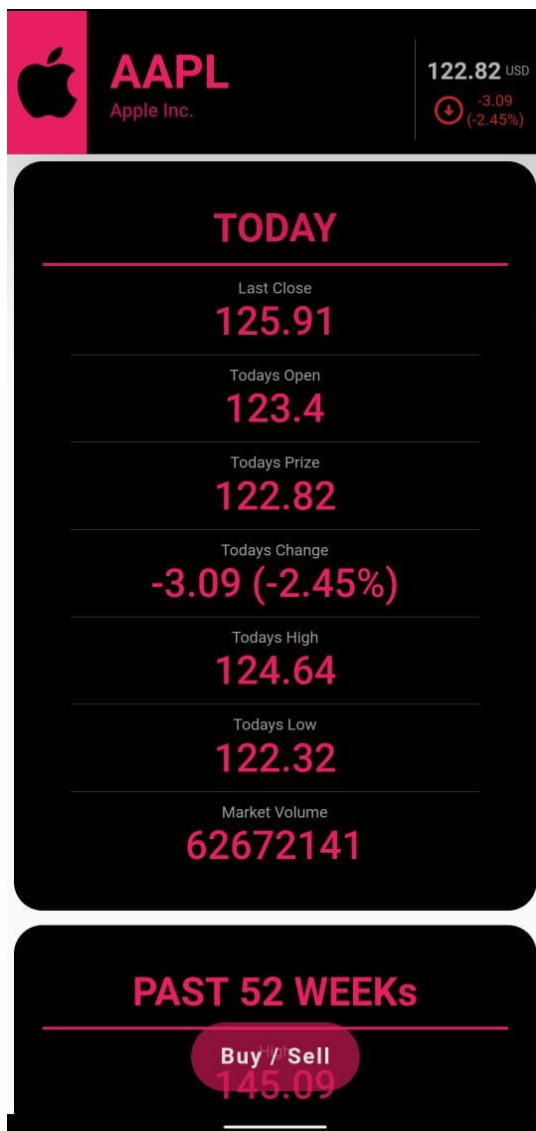 AAPL
Apple Inc.
122.82 USD
-3.09
(-2.45%)
TODAY
Last Close
125.91
Todays Open
123.4
Todays Prize
122.82
Todays Change
-3.09 (-2.45%)
Todays High
124.64
Todays Low
122.32
Market Volume
62672141
PAST 52 WEEKs
High
Buy / Sell
145.09